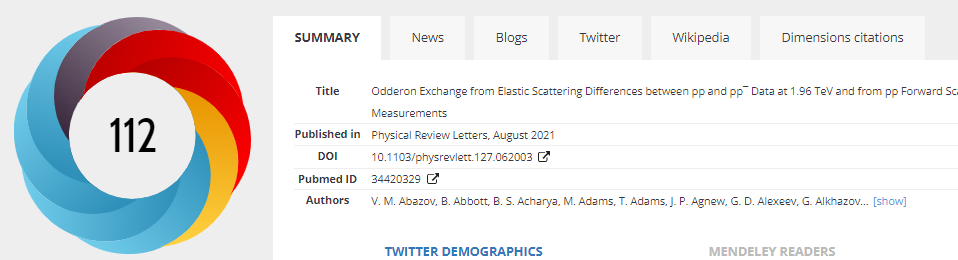 112
SUMMARY News Blogs Twitter Wikipedia Dimensions citations
Title Odderon Exchange from Elastic Scattering Differences between pp and pp¯ Data at 1.96 TeV and from pp Forward Sca
Measurements
Published in Physical Review Letters, August 2021
DOI 10.1103/physrevlett.127.062003
Pubmed ID 34420329
Authors V. M. Abazov, B. Abbott, B. S. Acharya, M. Adams, T. Adams, J. P. Agnew, G. D. Alexeev, G. Alkhazov... [show]
TWITTER DEMOGRAPHICS MENDELEY READERS